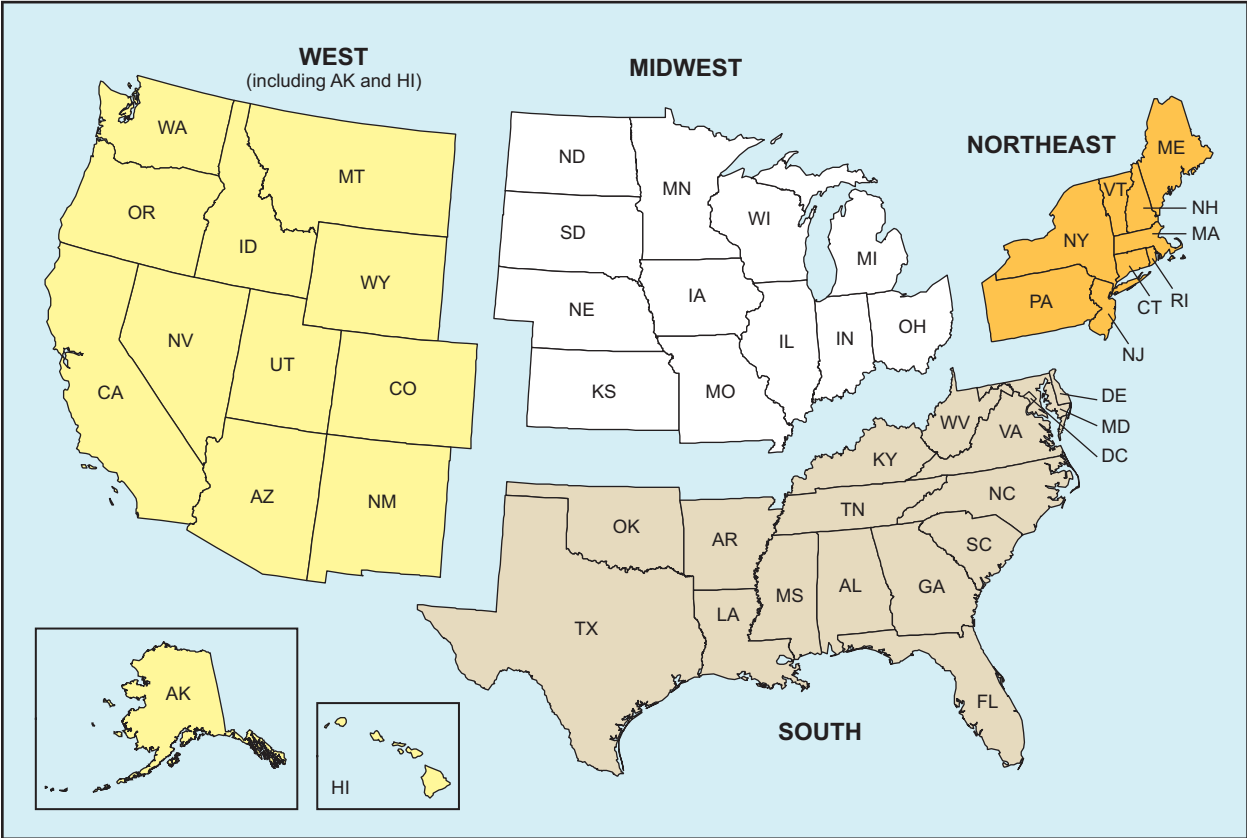 WEST
(including AK and HI)
WA
MT
OR
ID
WY
NV
UT
CO
CA
AZ
NM
AK
HI
MIDWEST
ND
MN
SD
WI
MI
NE
IA
IL
IN
OH
KS
MO
NORTHEAST
ME
VT
NH
MA
NY
RI
CT
PA
NJ
DE
MD
DC
WV
VA
KY
NC
TN
OK
AR
SC
MS
AL
GA
LA
TX
FL
SOUTH